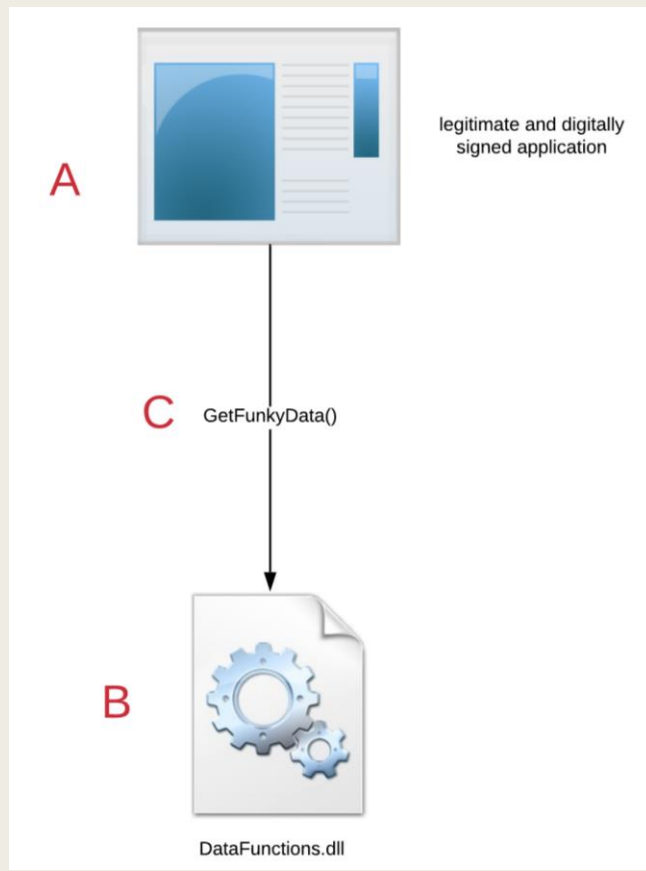 legitimate and digitally
signed application
A
C
GetFunkyData()
B
DataFunctions.dll